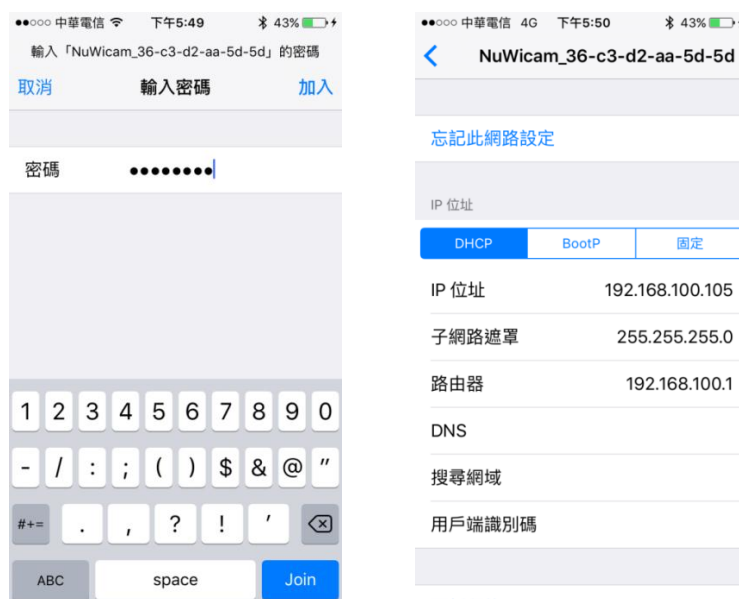 中華電信 下午5:49 43%
輸入「NuWicam_36-c3-d2-aa-5d-5d」的密碼
取消 輸入密碼 加入
密碼 ••••••••
1 2 3 4 5 6 7 8 9 0
- / : ; ( ) $ & @ "
#+= . , ? ! '
ABC space Join
中華電信 4G 下午5:50 43%
NuWicam_36-c3-d2-aa-5d-5d
忘記此網路設定
IP 位址
DHCP BootP 固定
IP 位址 192.168.100.105
子網路遮罩 255.255.255.0
路由器 192.168.100.1
DNS
搜尋網域
用戶端識別碼